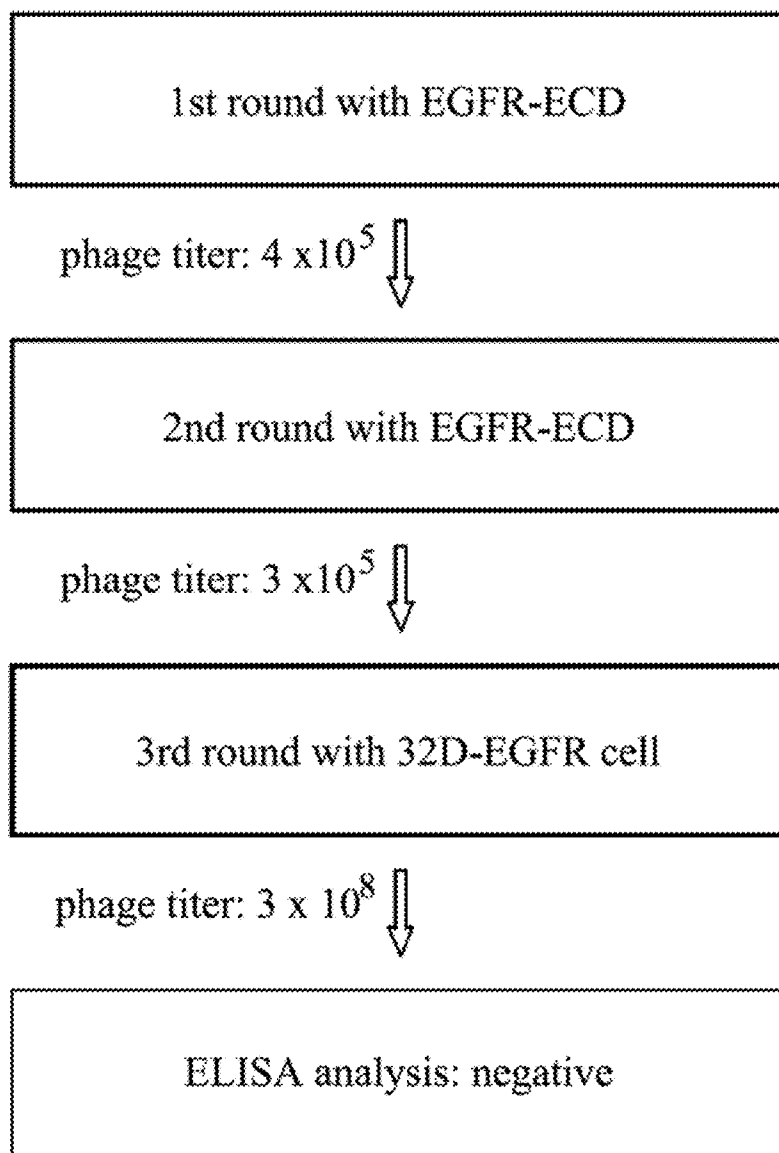 1st round with EGFR-ECD
phage titer: 4 x10^5
2nd round with EGFR-ECD
phage titer: 3 x10^5
3rd round with 32D-EGFR cell
phage titer: 3 x 10^8
ELISA analysis: negative